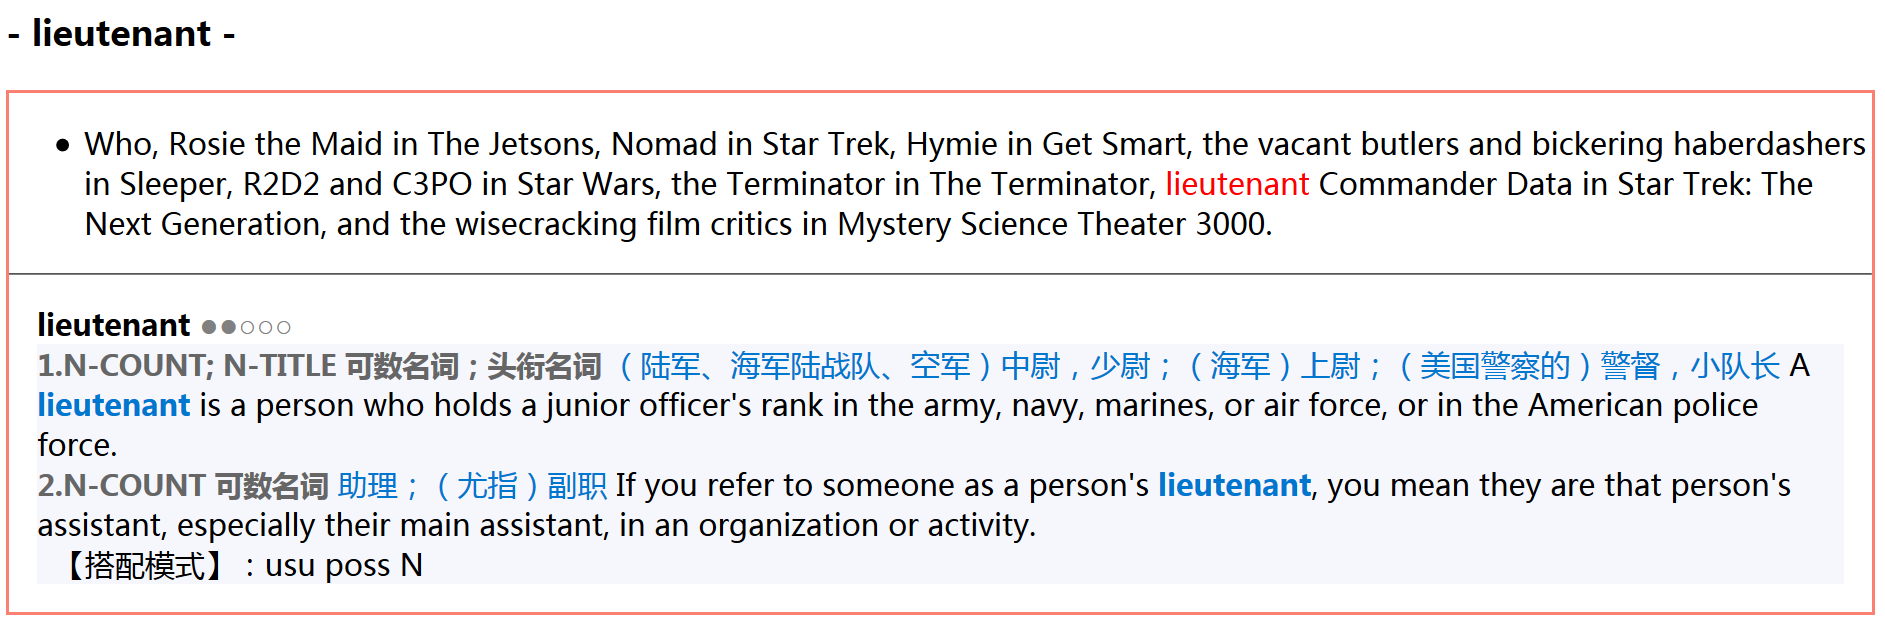 - lieutenant -
• Who, Rosie the Maid in The Jetsons, Nomad in Star Trek, Hymie in Get Smart, the vacant butlers and bickering haberdashers
in Sleeper, R2D2 and C3PO in Star Wars, the Terminator in The Terminator, lieutenant Commander Data in Star Trek: The
Next Generation, and the wisecracking film critics in Mystery Science Theater 3000.
lieutenant ●●○○○
1.N-COUNT; N-TITLE 可数名词；头衔名词 （陆军、海军陆战队、空军）中尉，少尉；（海军）上尉；（美国警察的）警督，小队长 A
lieutenant is a person who holds a junior officer's rank in the army, navy, marines, or air force, or in the American police
force.
2.N-COUNT 可数名词 助理；（尤指）副职 If you refer to someone as a person's lieutenant, you mean they are that person's
assistant, especially their main assistant, in an organization or activity.
【搭配模式】：usu poss N